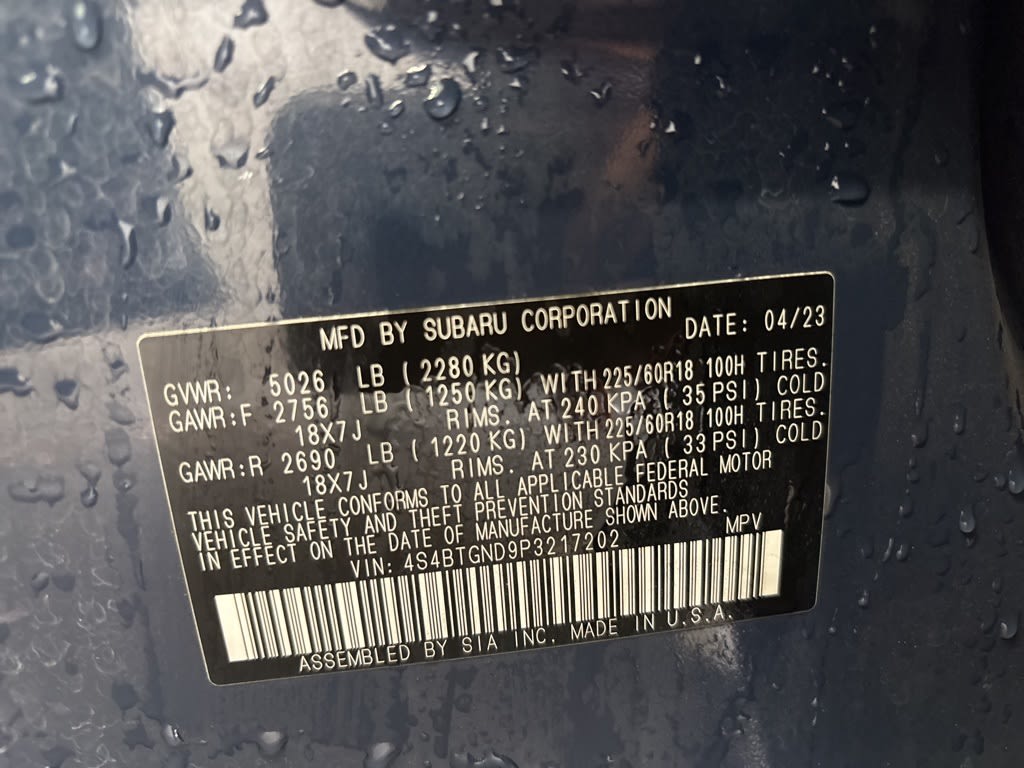 MFD BY SUBARU CORPORATION DATE: 04/23
GVWR: 5026 LB ( 2280 KG)
GAWR:F 2756 LB ( 1250 KG) WITH 225/60R18 100H TIRES.
18X7J RIMS. AT 240 KPA ( 35 PSI) COLD
GAWR:R 2690 LB ( 1220 KG) WITH 225/60R18 100H TIRES.
18X7J RIMS. AT 230 KPA ( 33 PSI) COLD
THIS VEHICLE CONFORMS TO ALL APPLICABLE FEDERAL MOTOR
VEHICLE SAFETY AND THEFT PREVENTION STANDARDS
IN EFFECT ON THE DATE OF MANUFACTURE SHOWN ABOVE.
VIN: 4S4BTGND9P3217202 MPV
ASSEMBLED BY SIA INC. MADE IN U.S.A.